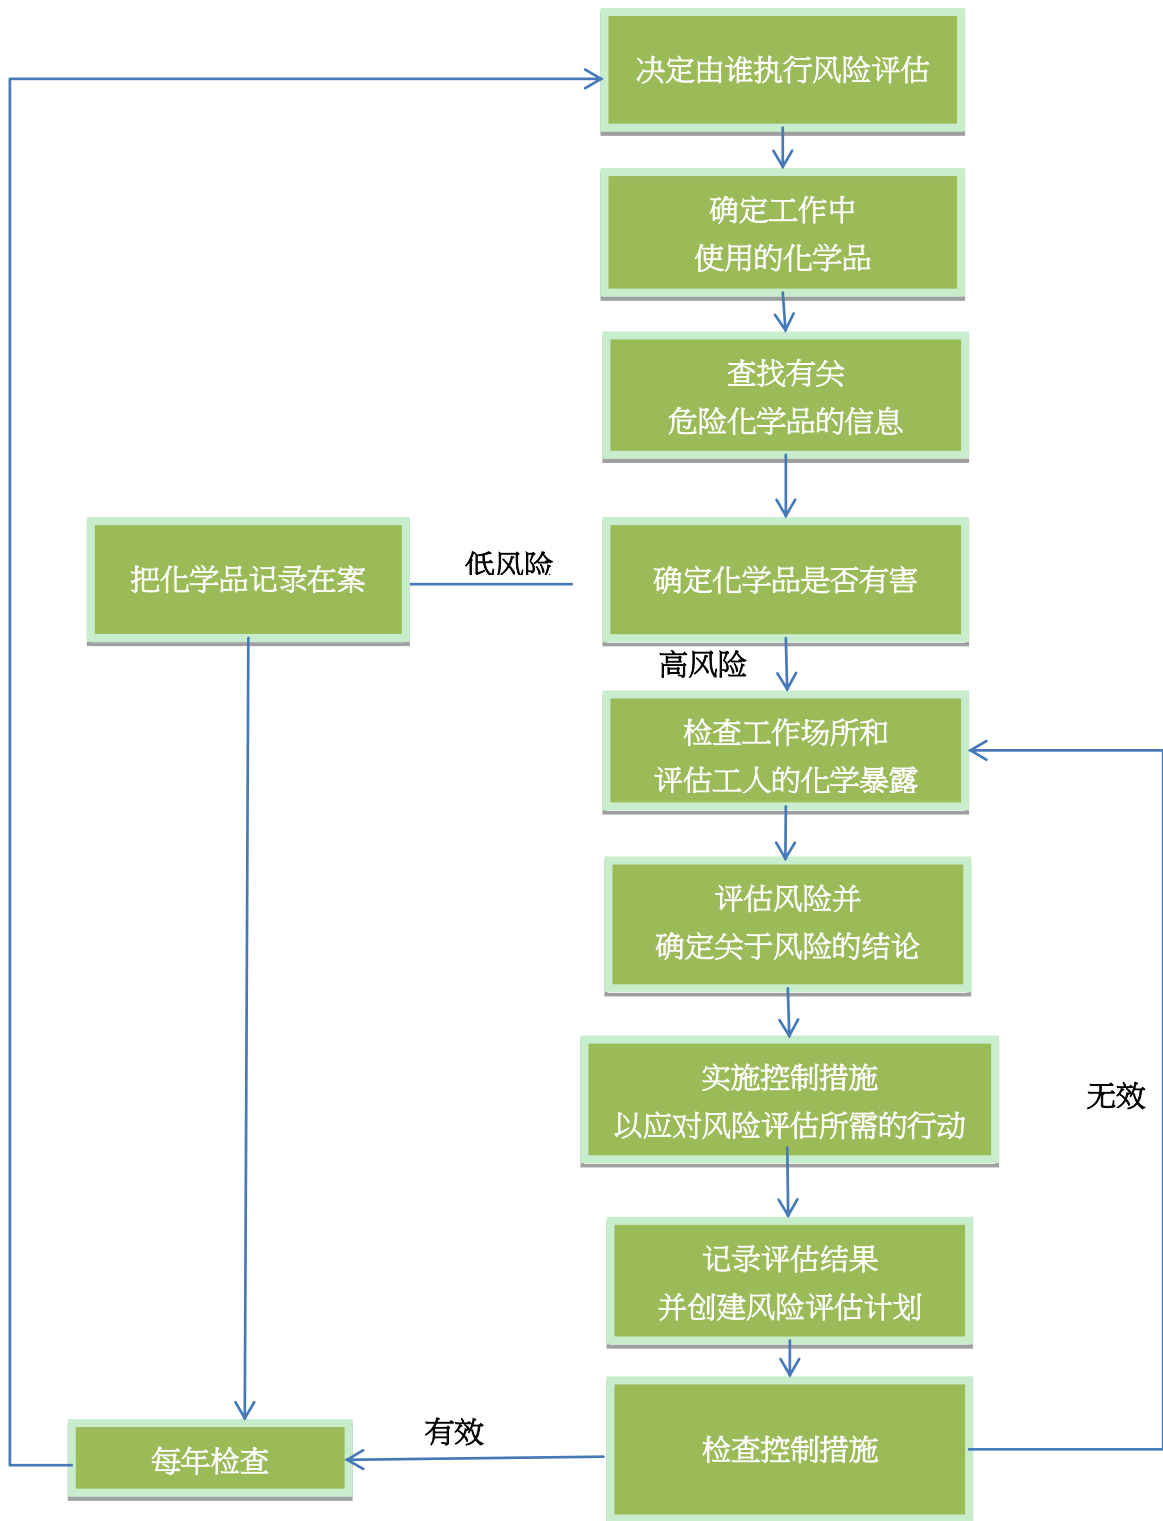 决定由谁执行风险评估
确定工作中
使用的化学品
查找有关
危险化学品的信息
把化学品记录在案
低风险
确定化学品是否有害
高风险
检查工作场所和
评估工人的化学暴露
评估风险并
确定关于风险的结论
实施控制措施
以应对风险评估所需的行动
无效
记录评估结果
并创建风险评估计划
检查控制措施
有效
每年检查